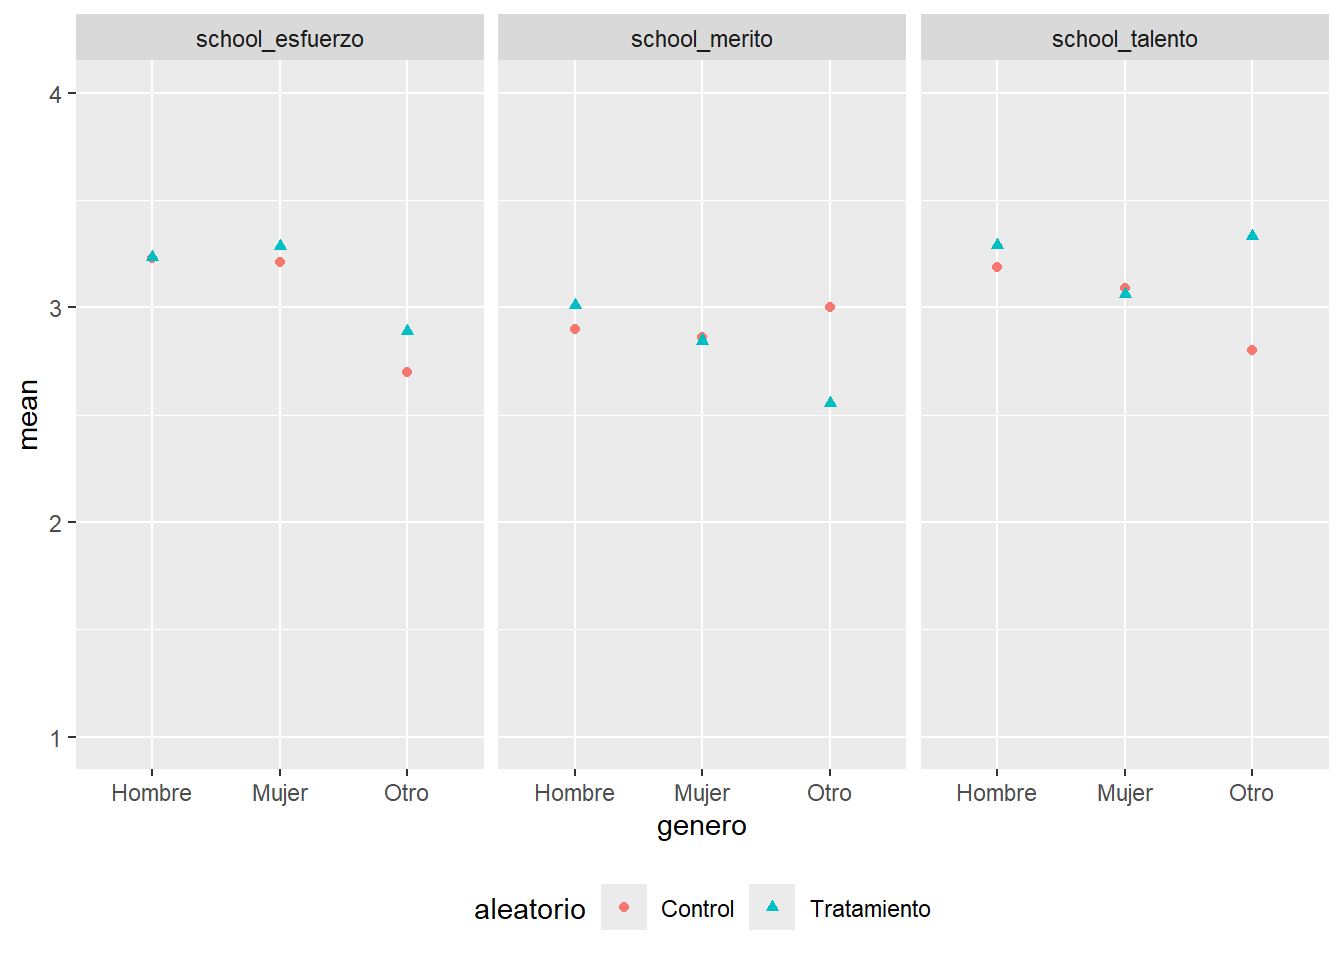 school_esfuerzo school_merito school_talento
4
3
2
1
mean
Hombre Mujer Otro Hombre Mujer Otro Hombre Mujer Otro
genero
aleatorio Control Tratamiento